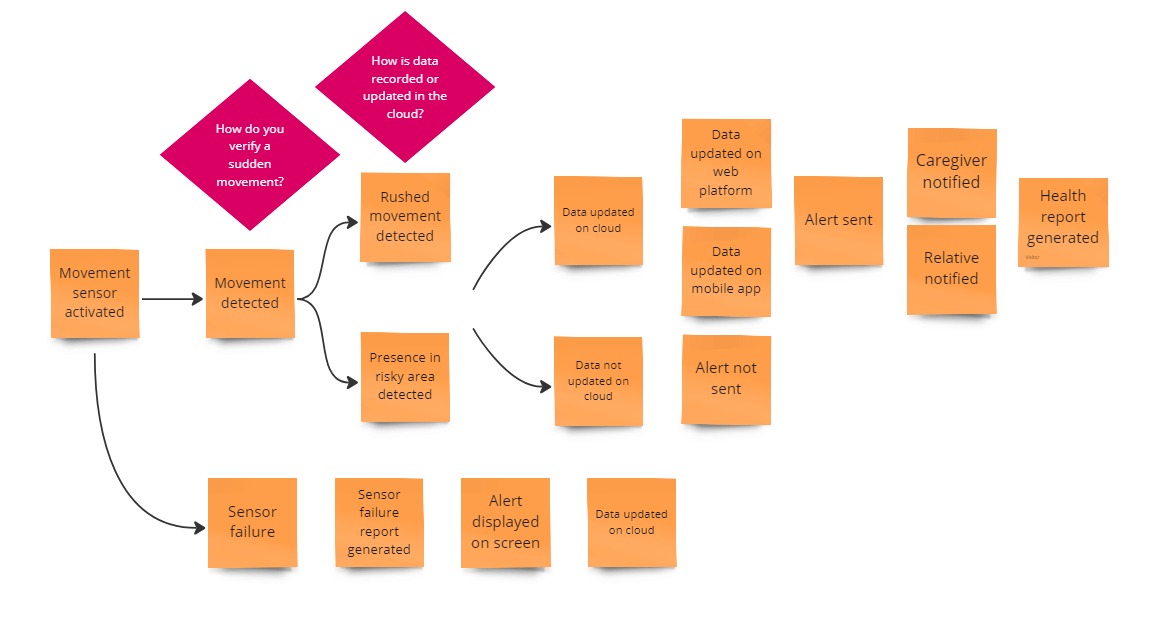 How is data
recorded or
updated in the
cloud?
How do you
verify a
sudden
movement?
Data
updated on
web
platform
Caregiver
notified
Rushed
movement
detected
Data updated
on cloud
Alert sent
Health
report
generated
Movement
sensor
activated
Movement
detected
Data
updated on
mobile app
Relative
notified
Presence in
risky area
detected
Data not
updated on
cloud
Alert not
sent
Sensor
failure
Sensor
failure
report
generated
Alert
displayed
on screen
Data updated
on cloud